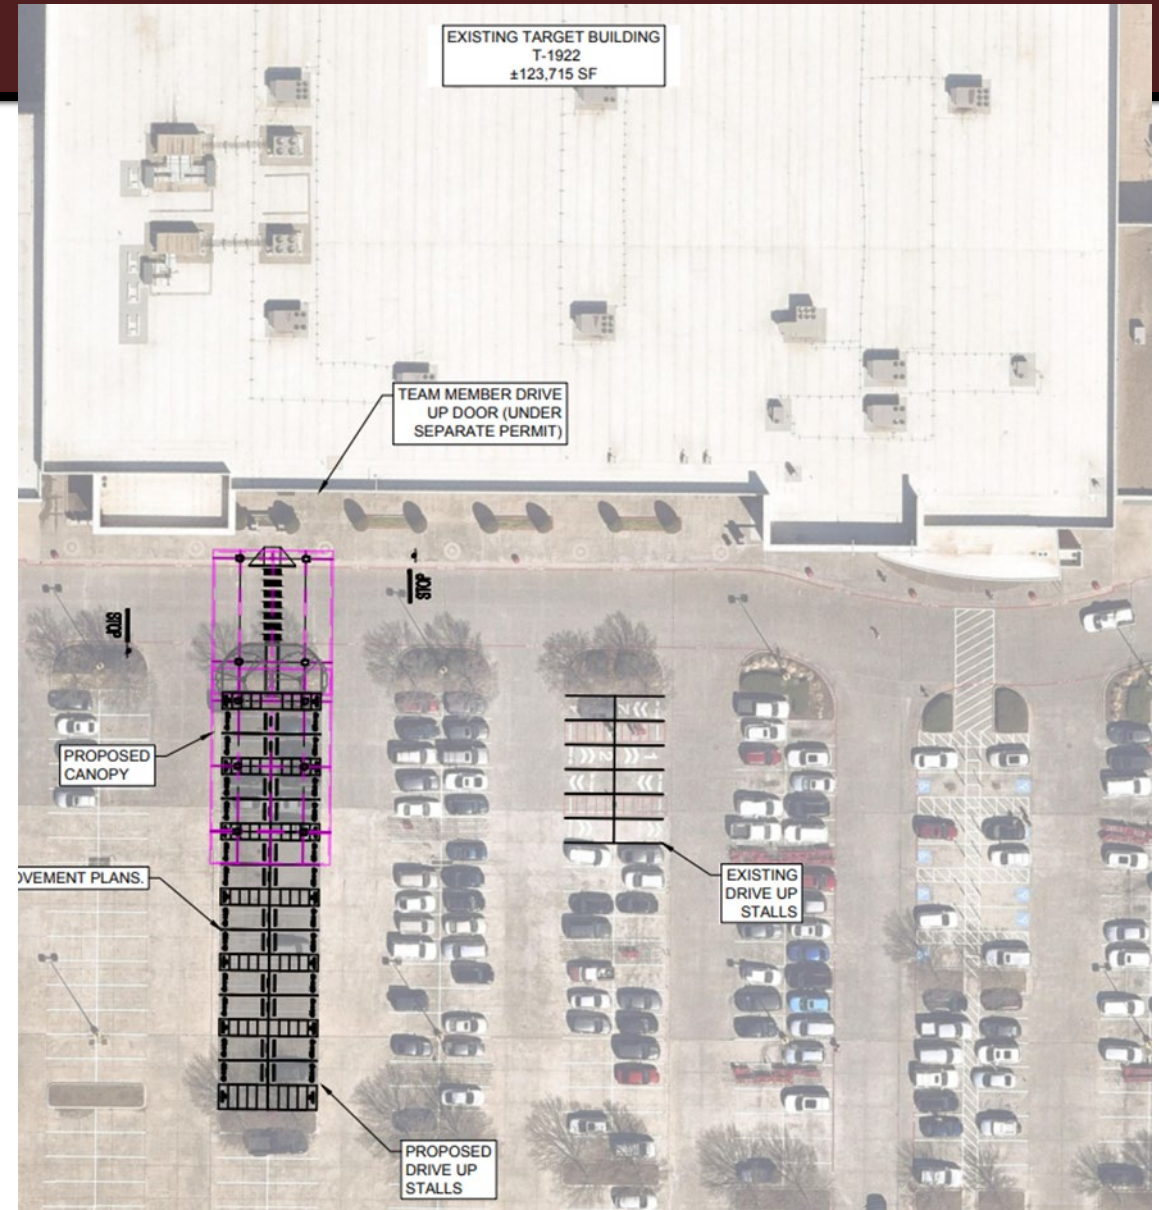 EXISTING TARGET BUILDING
T-1922
±123,715 SF
TEAM MEMBER DRIVE
UP DOOR (UNDER
SEPARATE PERMIT)
STOP
STOP
PROPOSED
CANOPY
OVEMENT PLANS.
EXISTING
DRIVE UP
STALLS
PROPOSED
DRIVE UP
STALLS